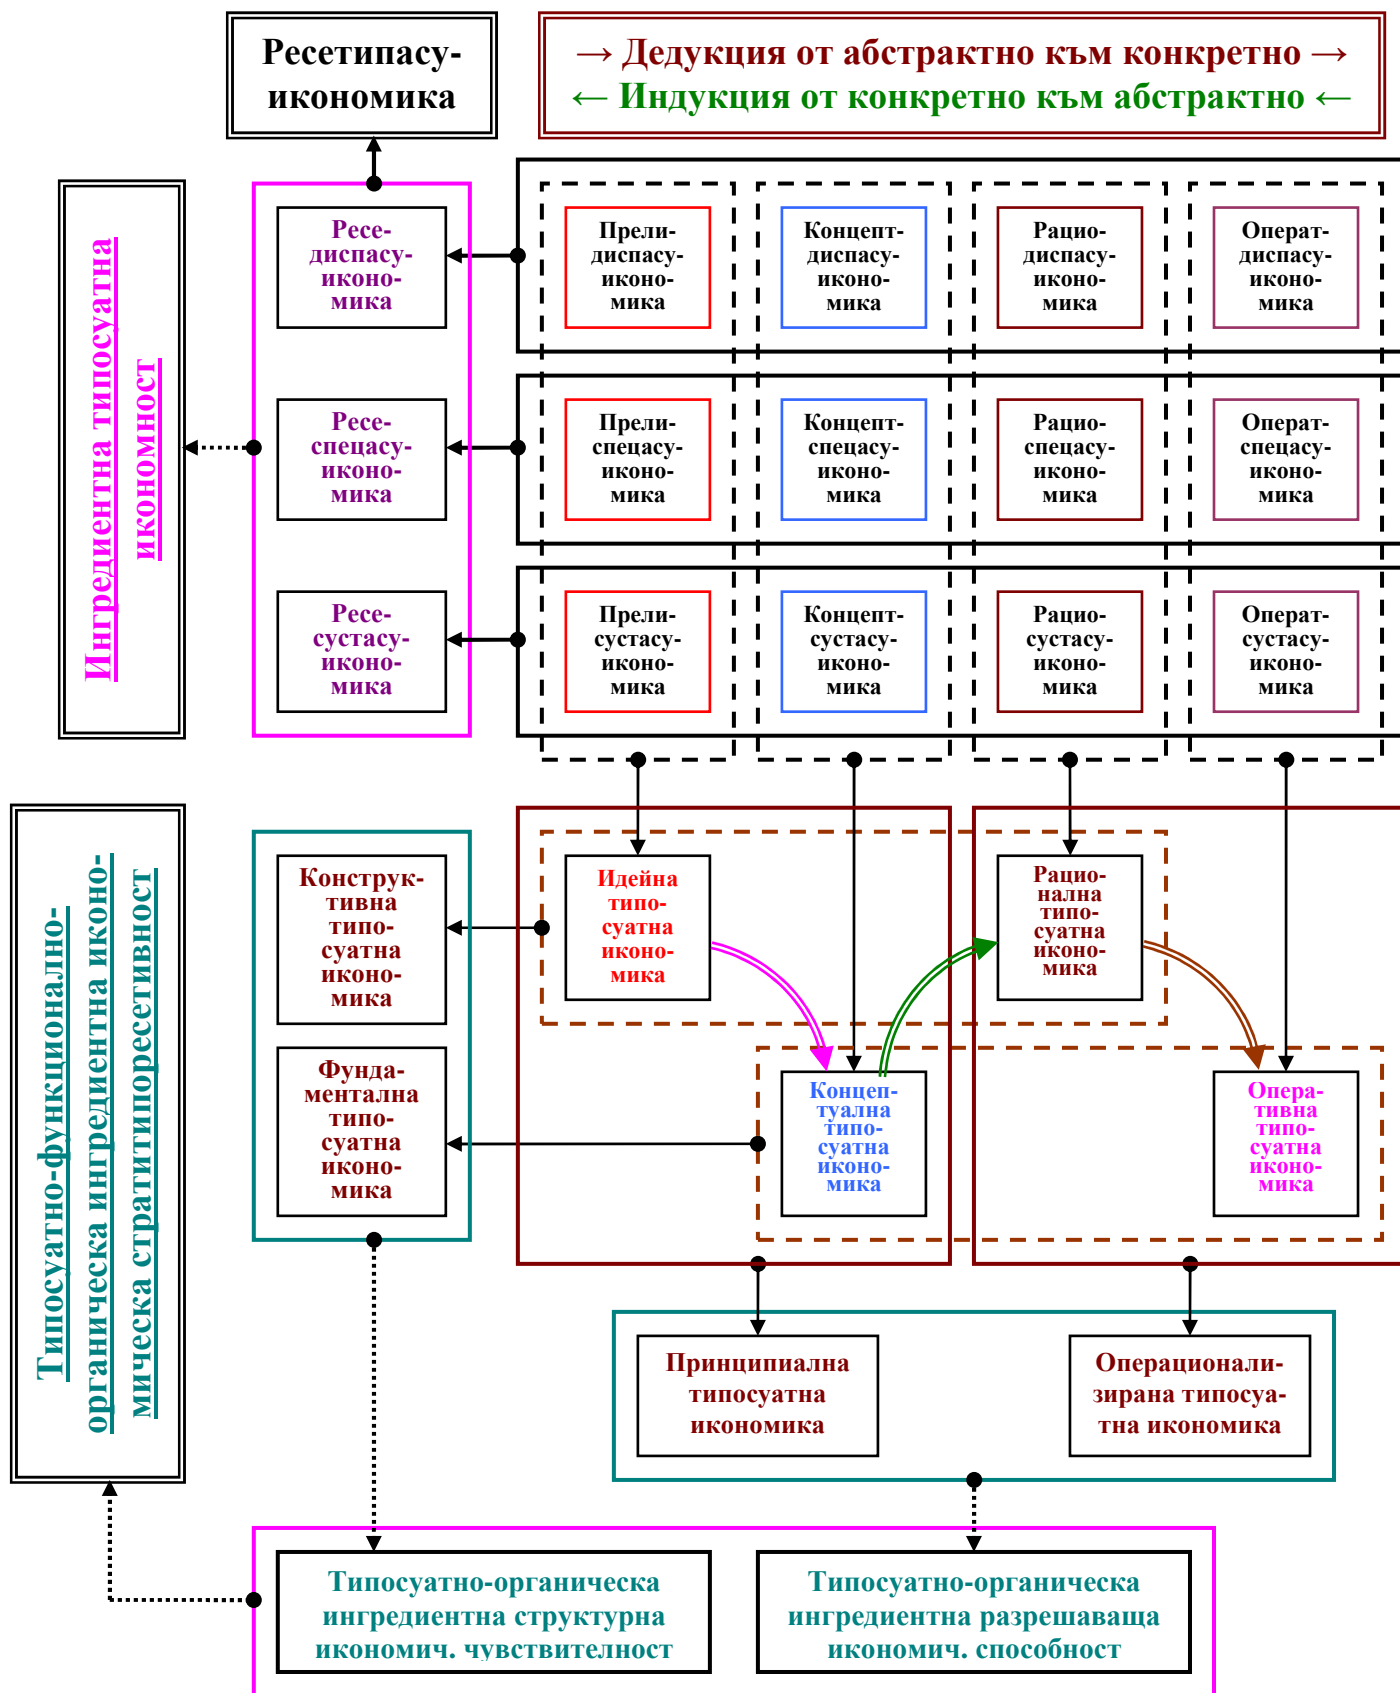 Ресетипасу-
икономика
→ Дедукция от абстрактно към конкретно →
← Индукция от конкретно към абстрактно ←
Ингредиентна типосуатна
икономност
Ресе-
диспасу-
иконо-
мика
Прели-
диспасу-
иконо-
мика
Концепт-
диспасу-
иконо-
мика
Рацио-
диспасу-
иконо-
мика
Операт-
диспасу-
иконо-
мика
Ресе-
спецасу-
иконо-
мика
Прели-
спецасу-
иконо-
мика
Концепт-
спецасу-
иконо-
мика
Рацио-
спецасу-
иконо-
мика
Операт-
спецасу-
иконо-
мика
Ресе-
сустасу-
иконо-
мика
Прели-
сустасу-
иконо-
мика
Концепт-
сустасу-
иконо-
мика
Рацио-
сустасу-
иконо-
мика
Операт-
сустасу-
иконо-
мика
Типосуатно-функционално-
органическа ингредиентна иконо-
мическа стратитипоресетивност
Конструк-
тивна
типо-
суатна
иконо-
мика
Идейна
типо-
суатна
иконо-
мика
Рацио-
нална
типо-
суатна
иконо-
мика
Фунда-
ментална
типо-
суатна
иконо-
мика
Концеп-
туална
типо-
суатна
иконо-
мика
Опера-
тивна
типо-
суатна
иконо-
мика
Принципиална
типосуатна
икономика
Операционали-
зирана типосуа-
тна икономика
Типосуатно-органическа
ингредиентна структурна
икономич. чувствителност
Типосуатно-органическа
ингредиентна разрешаваща
икономич. способност